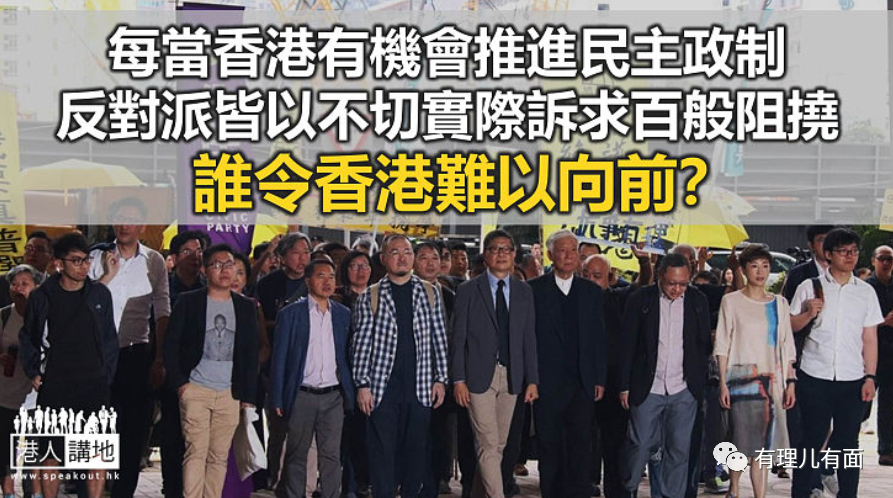 每當香港有機會推進民主政制
反對派皆以不切實際訴求百般阻撓
誰令香港難以向前？
CIVIC
PARTY
港人講地
www.speakout.hk
有理儿有面